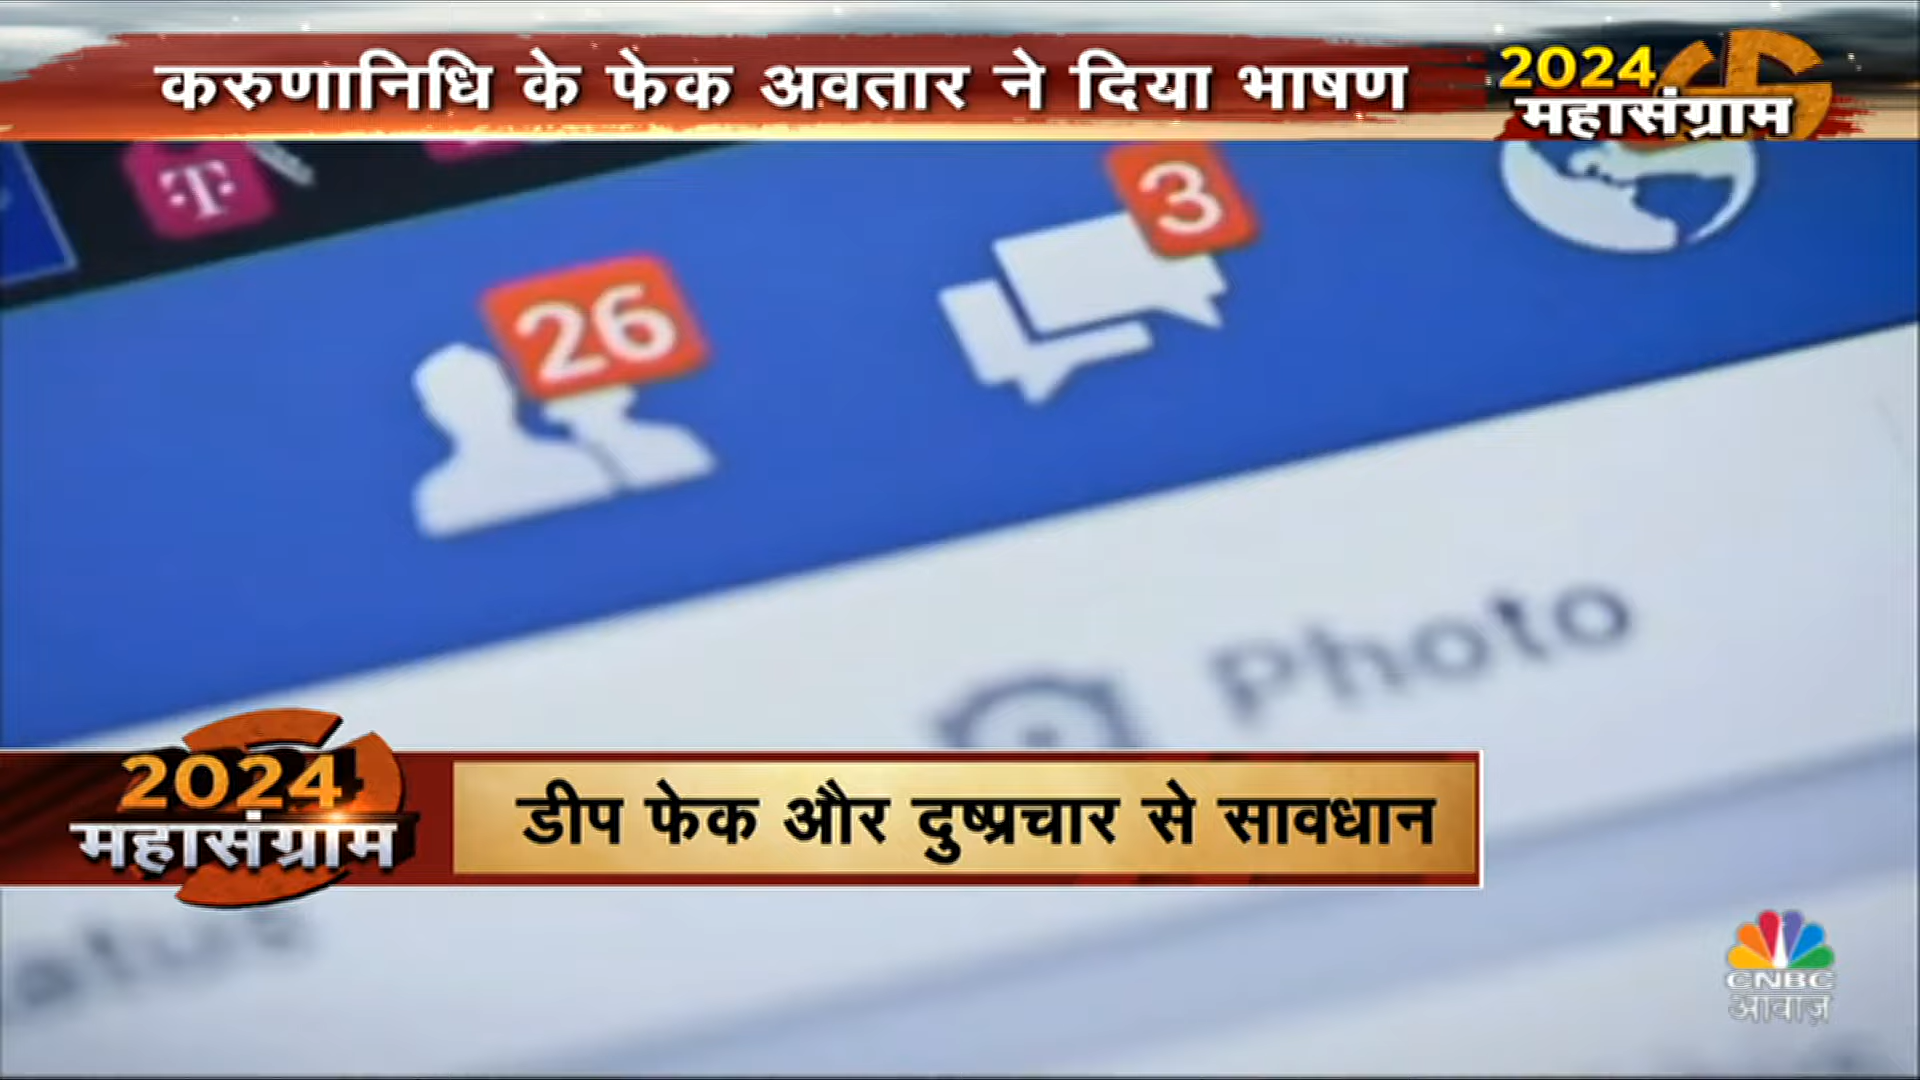 करुणानिधि के फेक अवतार ने दिया भाषण
2024
महासंग्राम
T
3
26
Photo
2024
महासंग्राम
डीप फेक और दुष्प्रचार से सावधान
CNBC
आवाज़